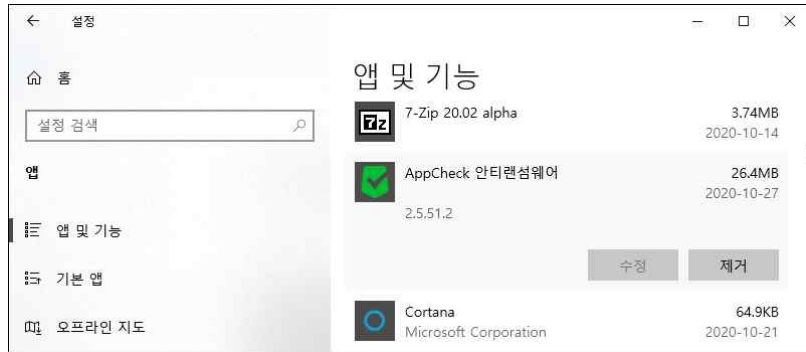 설정
홈
설정 검색
앱
앱 및 기능
기본 앱
오프라인 지도
앱 및 기능
7z
7-Zip 20.02 alpha
3.74MB
2020-10-14
AppCheck 안티랜섬웨어
26.4MB
2020-10-27
2.5.51.2
수정
제거
Cortana
64.9KB
Microsoft Corporation
2020-10-21